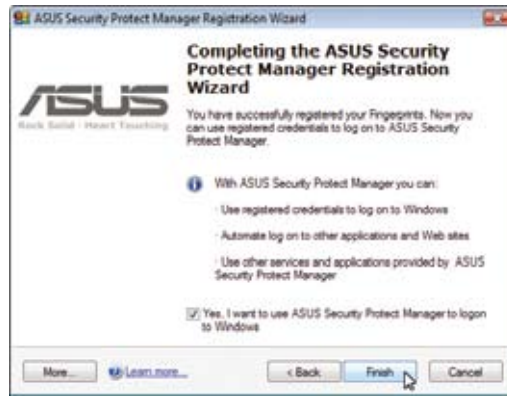 ASUS Security Protect Manager Registration Wizard
Completing the ASUS Security
Protect Manager Registration
Wizard
ASUS
Rock Solid · Heart Touching
You have successfully registered your Fingerprints. Now you
can use registered credentials to log on to ASUS Security
Protect Manager.
With ASUS Security Protect Manager you can:
· Use registered credentials to log on to Windows
· Automate log on to other applications and Web sites
· Use other services and applications provided by ASUS
Security Protect Manager
Yes, I want to use ASUS Security Protect Manager to logon
to Windows
More...
Learn more...
< Back
Finish
Cancel